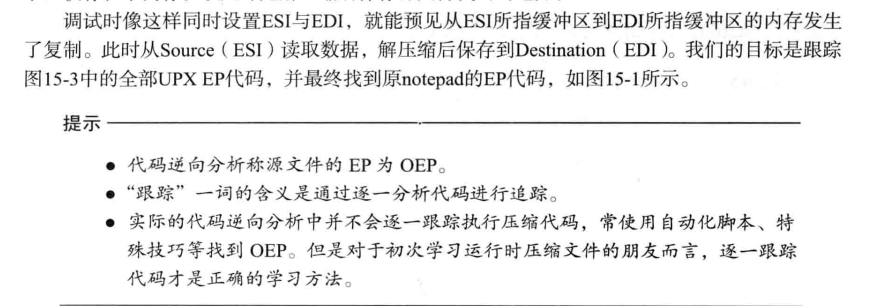 调试时像这样同时设置ESI与EDI，就能预见从ESI所指缓冲区到EDI所指缓冲区的内存发生
了复制。此时从Source（ESI）读取数据，解压缩后保存到Destination（EDI）。我们的目标是跟踪
图15-3中的全部UPX EP代码，并最终找到原notepad的EP代码，如图15-1所示。
提示
● 代码逆向分析称源文件的 EP 为 OEP。
● “跟踪”一词的含义是通过逐一分析代码进行追踪。
● 实际的代码逆向分析中并不会逐一跟踪执行压缩代码，常使用自动化脚本、特
殊技巧等找到 OEP。但是对于初次学习运行时压缩文件的朋友而言，逐一跟踪
代码才是正确的学习方法。